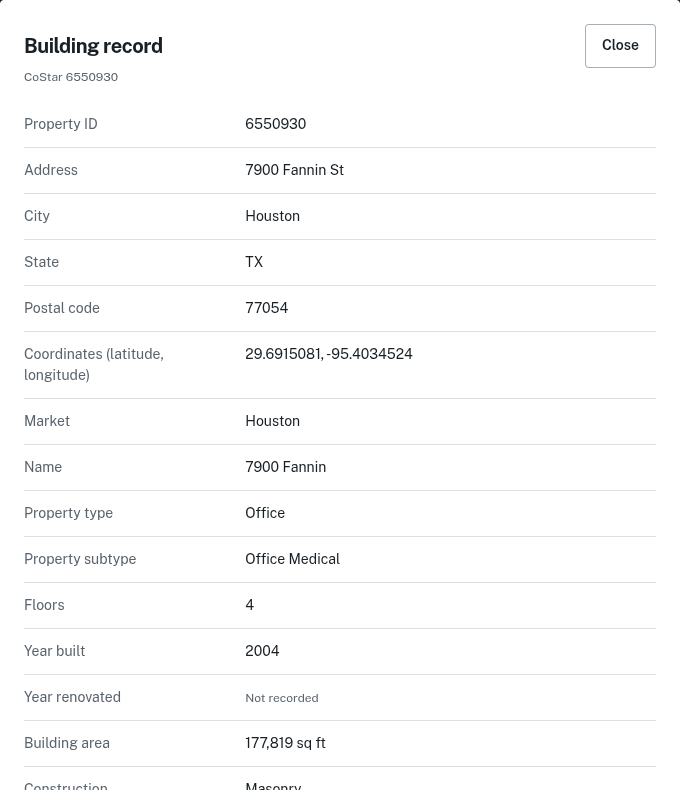 Building record
Close
CoStar 6550930
Property ID 6550930
Address 7900 Fannin St
City Houston
State TX
Postal code 77054
Coordinates (latitude, 29.6915081, -95.4034524
longitude)
Market Houston
Name 7900 Fannin
Property type Office
Property subtype Office Medical
Floors 4
Year built 2004
Year renovated Not recorded
Building area 177,819 sq ft
Construction Masonry